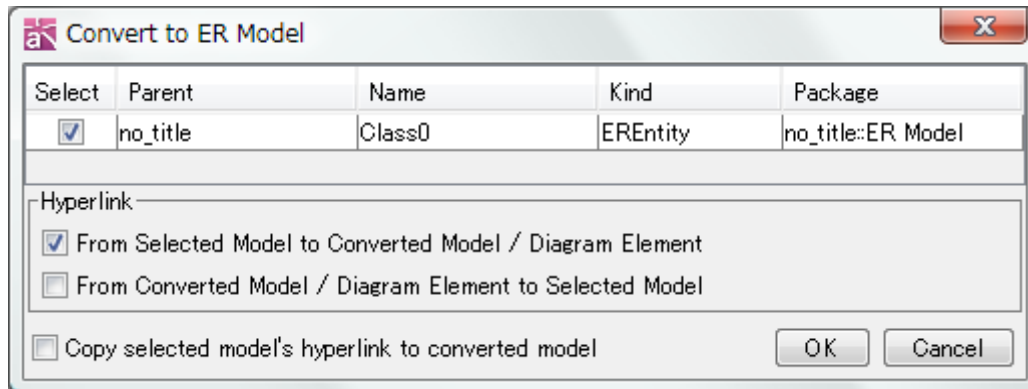 Convert to ER Model
Select Parent Name Kind Package
no_title Class0 EREntity no_title::ER Model
Hyperlink
From Selected Model to Converted Model / Diagram Element
From Converted Model / Diagram Element to Selected Model
Copy selected model's hyperlink to converted model OK Cancel